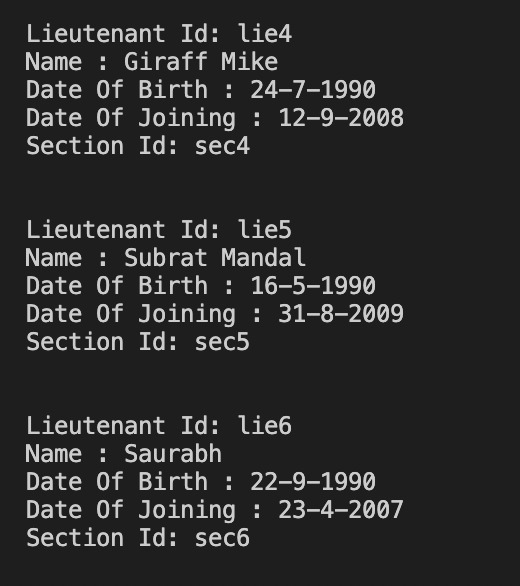 Lieutenant Id: lie4
Name : Giraff Mike
Date Of Birth : 24-7-1990
Date Of Joining : 12-9-2008
Section Id: sec4
Lieutenant Id: lie5
Name : Subrat Mandal
Date Of Birth : 16-5-1990
Date Of Joining : 31-8-2009
Section Id: sec5
Lieutenant Id: lie6
Name : Saurabh
Date Of Birth : 22-9-1990
Date Of Joining : 23-4-2007
Section Id: sec6